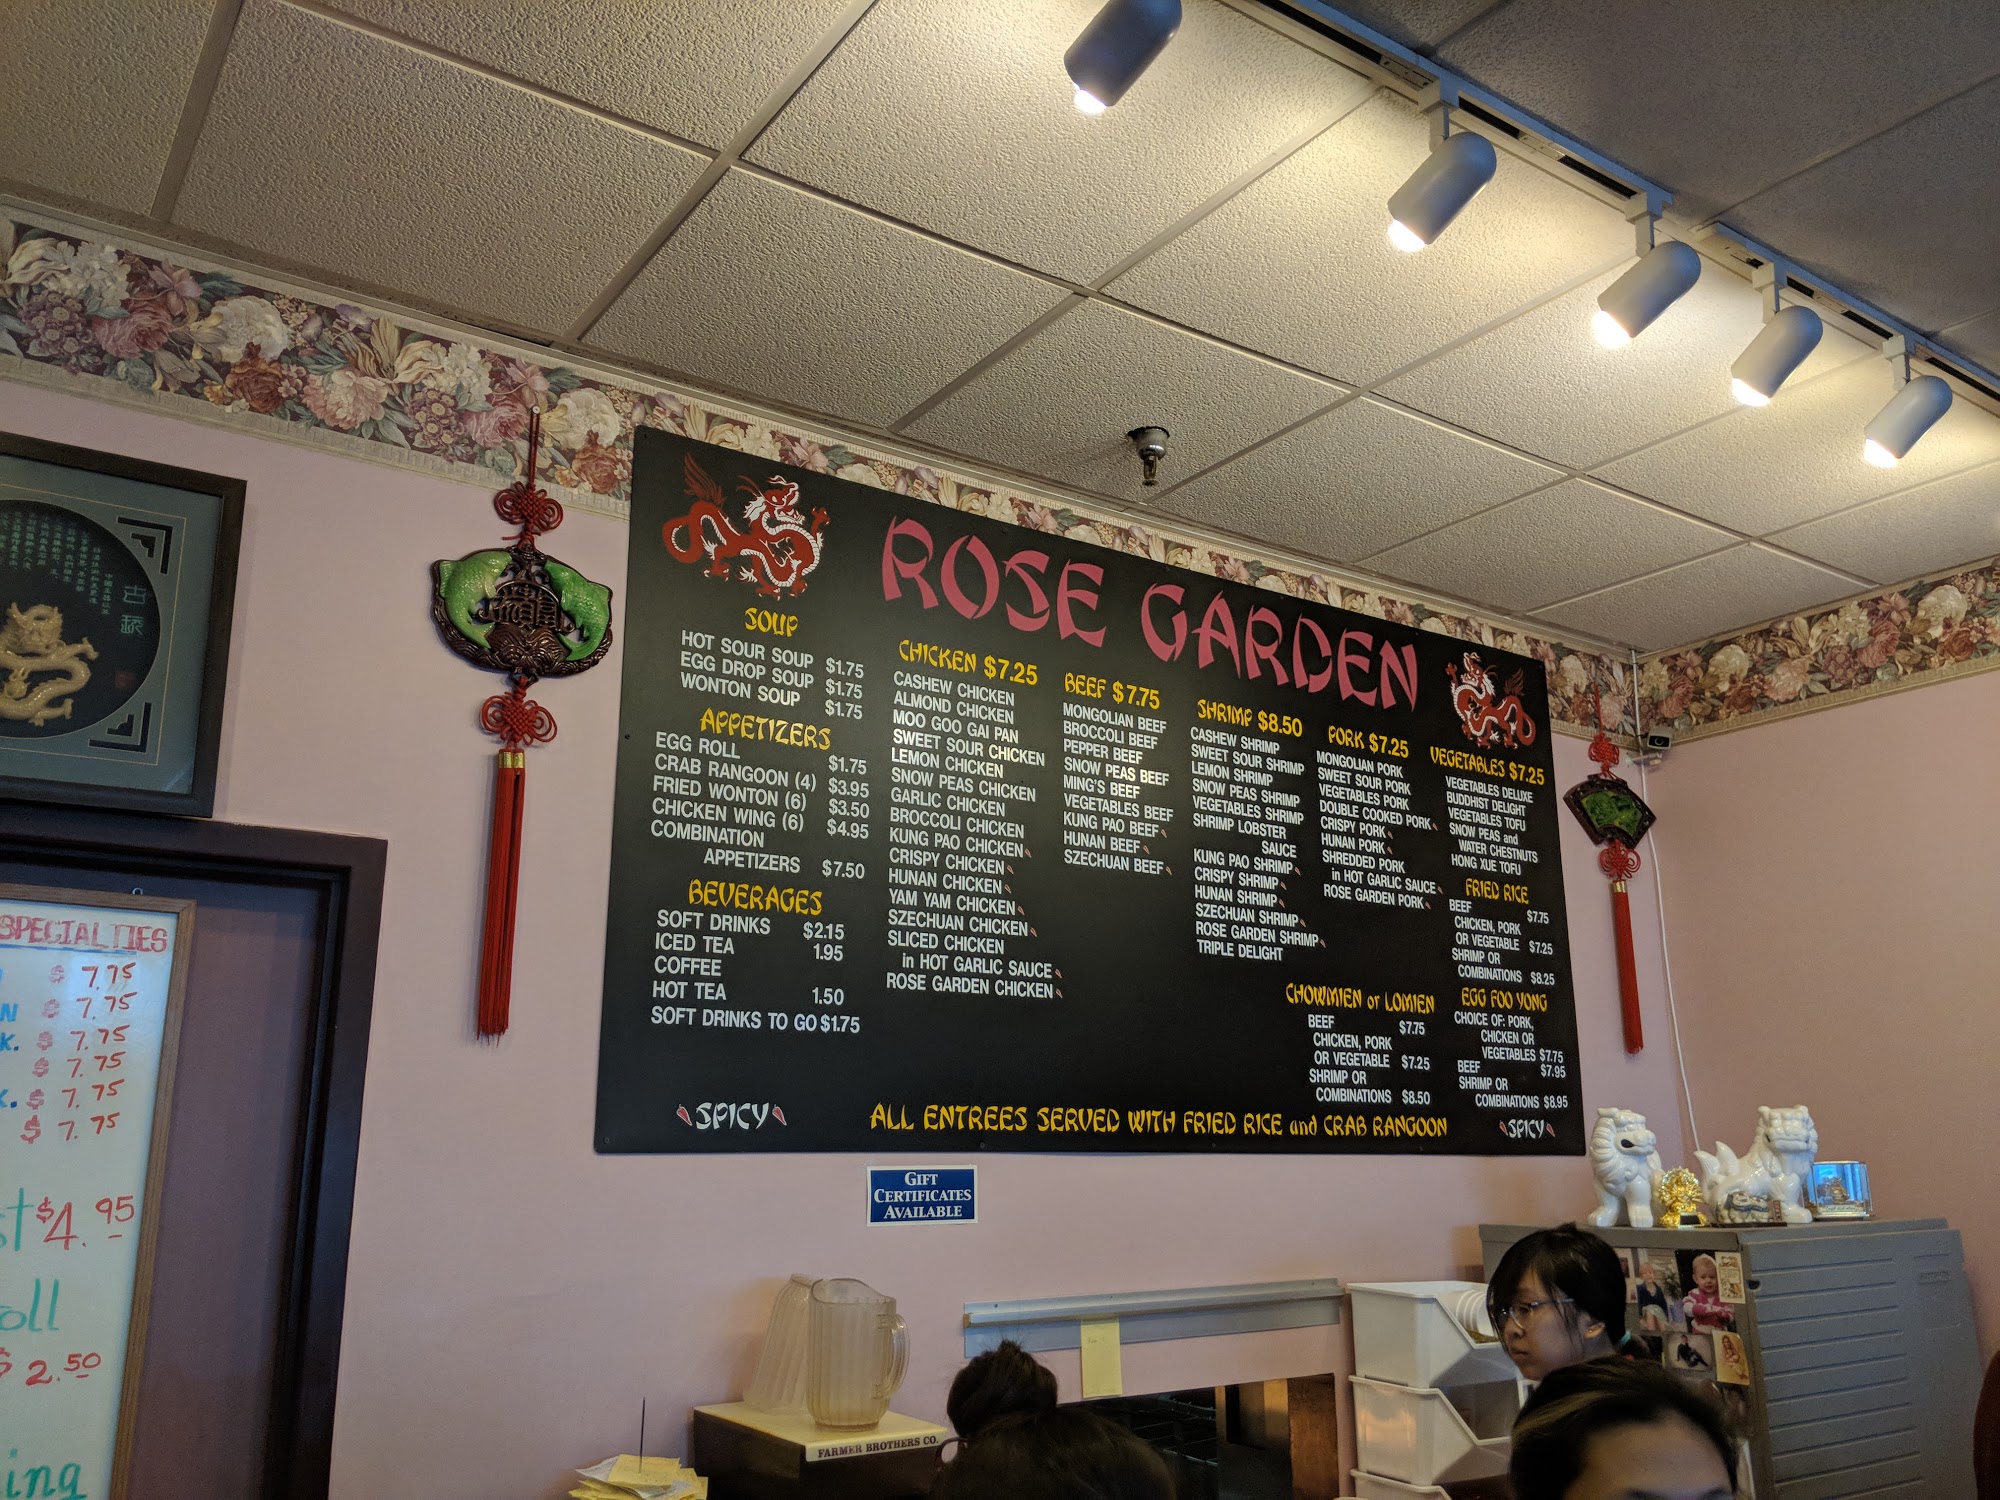 ROSE GARDEN
SOUP
HOT SOUR SOUP $1.75
EGG DROP SOUP $1.75
WONTON SOUP $1.75
APPETIZERS
EGG ROLL $1.75
CRAB RANGOON (4) $3.95
FRIED WONTON (6) $3.50
CHICKEN WING (6) $4.95
COMBINATION
APPETIZERS $7.50
BEVERAGES
SOFT DRINKS $2.15
ICED TEA 1.95
COFFEE
HOT TEA 1.50
SOFT DRINKS TO GO $1.75
SPICY
CHICKEN $7.25
CASHEW CHICKEN
ALMOND CHICKEN
MOO GOO GAI PAN
SWEET SOUR CHICKEN
LEMON CHICKEN
SNOW PEAS CHICKEN
GARLIC CHICKEN
BROCCOLI CHICKEN
KUNG PAO CHICKEN
CRISPY CHICKEN
HUNAN CHICKEN
YAM YAM CHICKEN
SZECHUAN CHICKEN
SLICED CHICKEN
in HOT GARLIC SAUCE
ROSE GARDEN CHICKEN
BEEF $7.75
MONGOLIAN BEEF
BROCCOLI BEEF
PEPPER BEEF
SNOW PEAS BEEF
MING'S BEEF
VEGETABLES BEEF
KUNG PAO BEEF
HUNAN BEEF
SZECHUAN BEEF
SHRIMP $8.50
CASHEW SHRIMP
SWEET SOUR SHRIMP
LEMON SHRIMP
SNOW PEAS SHRIMP
VEGETABLES SHRIMP
SHRIMP LOBSTER
SAUCE
KUNG PAO SHRIMP
CRISPY SHRIMP
HUNAN SHRIMP
SZECHUAN SHRIMP
ROSE GARDEN SHRIMP
TRIPLE DELIGHT
PORK $7.25
MONGOLIAN PORK
SWEET SOUR PORK
VEGETABLES PORK
DOUBLE COOKED PORK
CRISPY PORK
HUNAN PORK
SHREDDED PORK
in HOT GARLIC SAUCE
ROSE GARDEN PORK
CHOWMIEN or LOMIEN
BEEF $7.75
CHICKEN, PORK
OR VEGETABLE $7.25
SHRIMP OR
COMBINATIONS $8.50
VEGETABLES $7.25
VEGETABLES DELUXE
BUDDHIST DELIGHT
VEGETABLES TOFU
SNOW PEAS and
WATER CHESTNUTS
HONG XUE TOFU
FRIED RICE
BEEF $7.75
CHICKEN, PORK
OR VEGETABLE $7.25
SHRIMP OR
COMBINATIONS $8.25
EGG FOO YONG
CHOICE OF: PORK,
CHICKEN OR
VEGETABLES $7.75
BEEF $7.95
SHRIMP OR
COMBINATIONS $8.95
ALL ENTREES SERVED WITH FRIED RICE and CRAB RANGOON
SPICY
GIFT
CERTIFICATES
AVAILABLE
SPECIALTIES
$ 7.75
N $ 7.75
K. $ 7.75
$ 7.75
K. $ 7.75
$ 7.75
st $4.95
oll
$ 2.50
ing
FARMER BROTHERS CO.